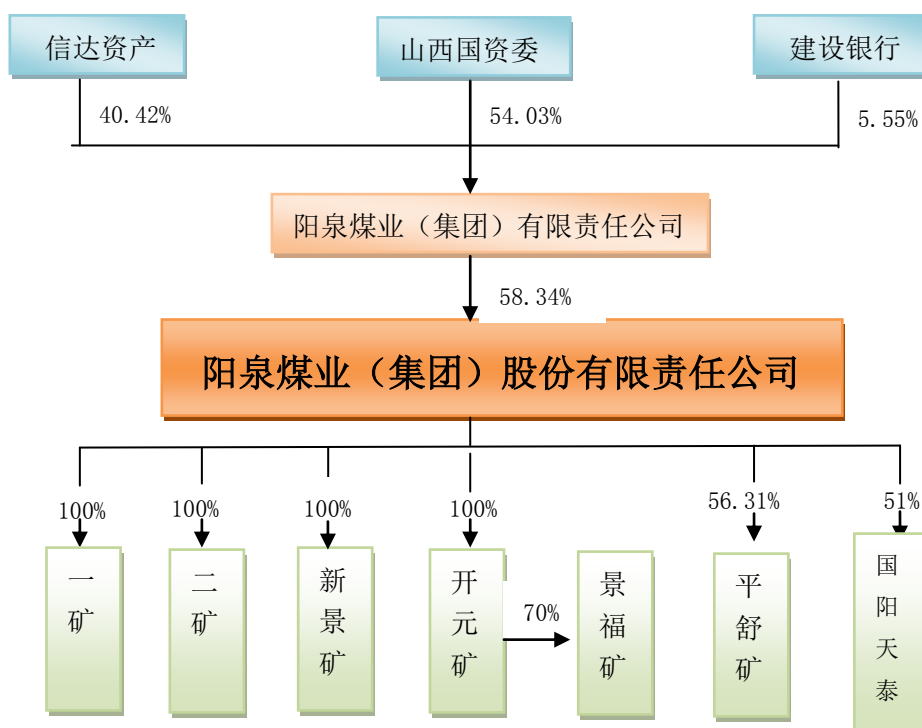 信达资产 山西国资委 建设银行
40.42% 54.03% 5.55%
阳泉煤业（集团）有限责任公司
58.34%
阳泉煤业（集团）股份有限责任公司
100% 100% 100% 100% 56.31% 51%
一矿
二矿
新景矿
开元矿
70%
景福矿
平舒矿
国阳天泰